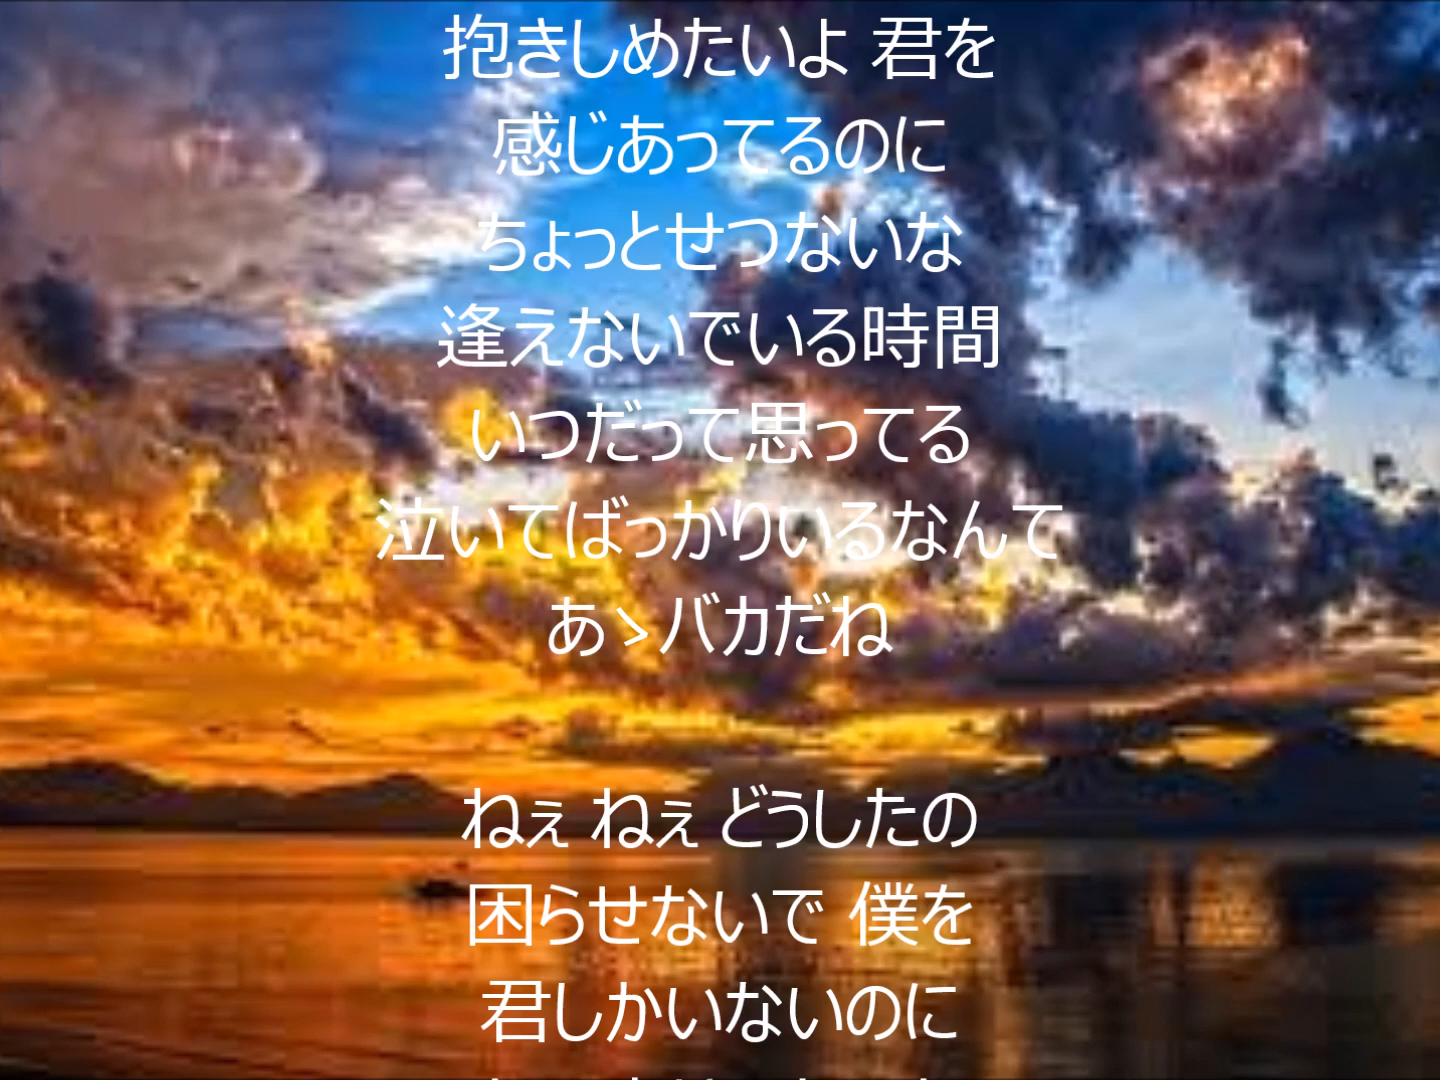 抱きしめたいよ 君を
感じあってるのに
ちょっとせつないな
逢えないでいる時間
いつだって思ってる
泣いてばっかりいるなんて
あゝバカだね
ねぇ ねぇ どうしたの
困らせないで 僕を
君しかいないのに